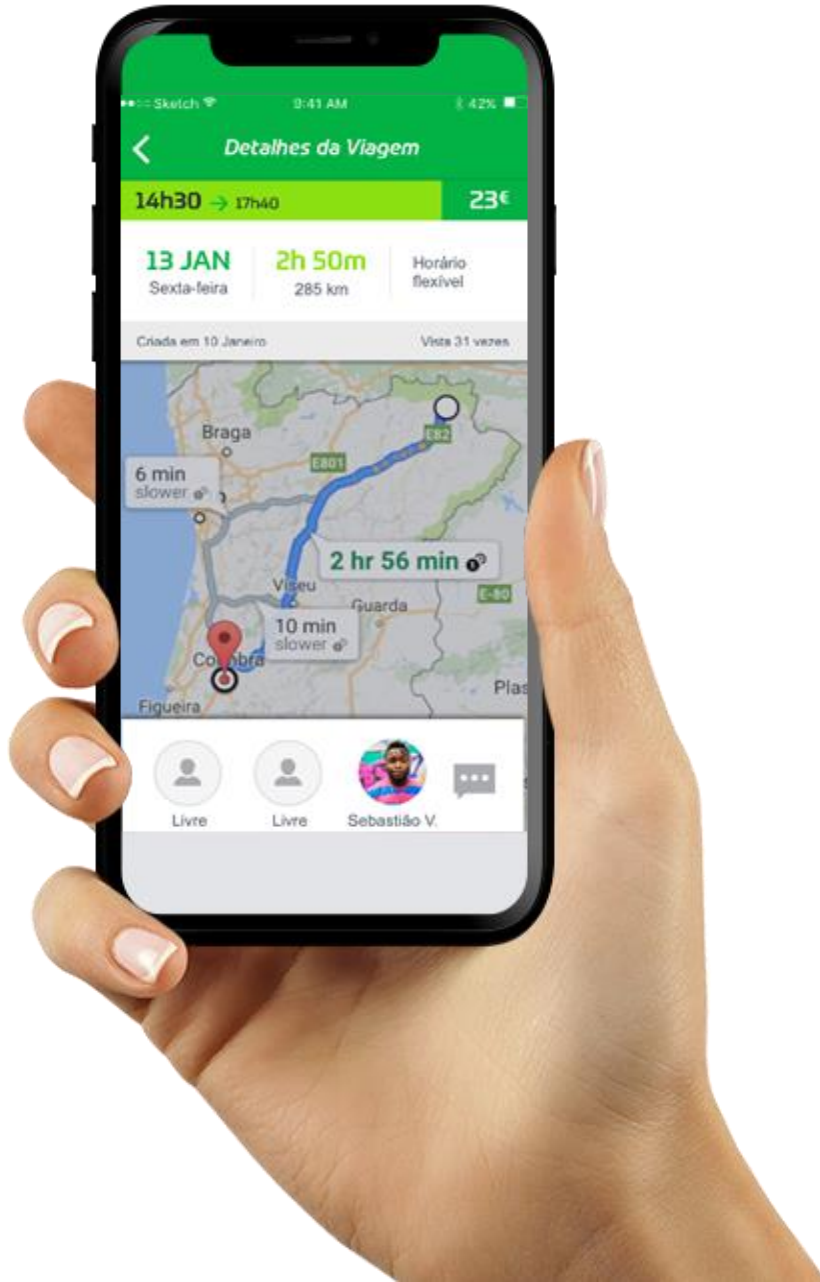 Sketch 9:41 AM 42%
Detalhes da Viagem
14h30 → 17h40 23€
13 JAN 2h 50m Horário
Sexta-feira 285 km flexível
Criada em 10 Janeiro Vista 31 vezes
Braga
E82
E801
6 min
slower
2 hr 56 min
Viseu
Guarda
E-80
10 min
slower
Coimbra
Figueira
Plas
Livre Livre Sebastião V.